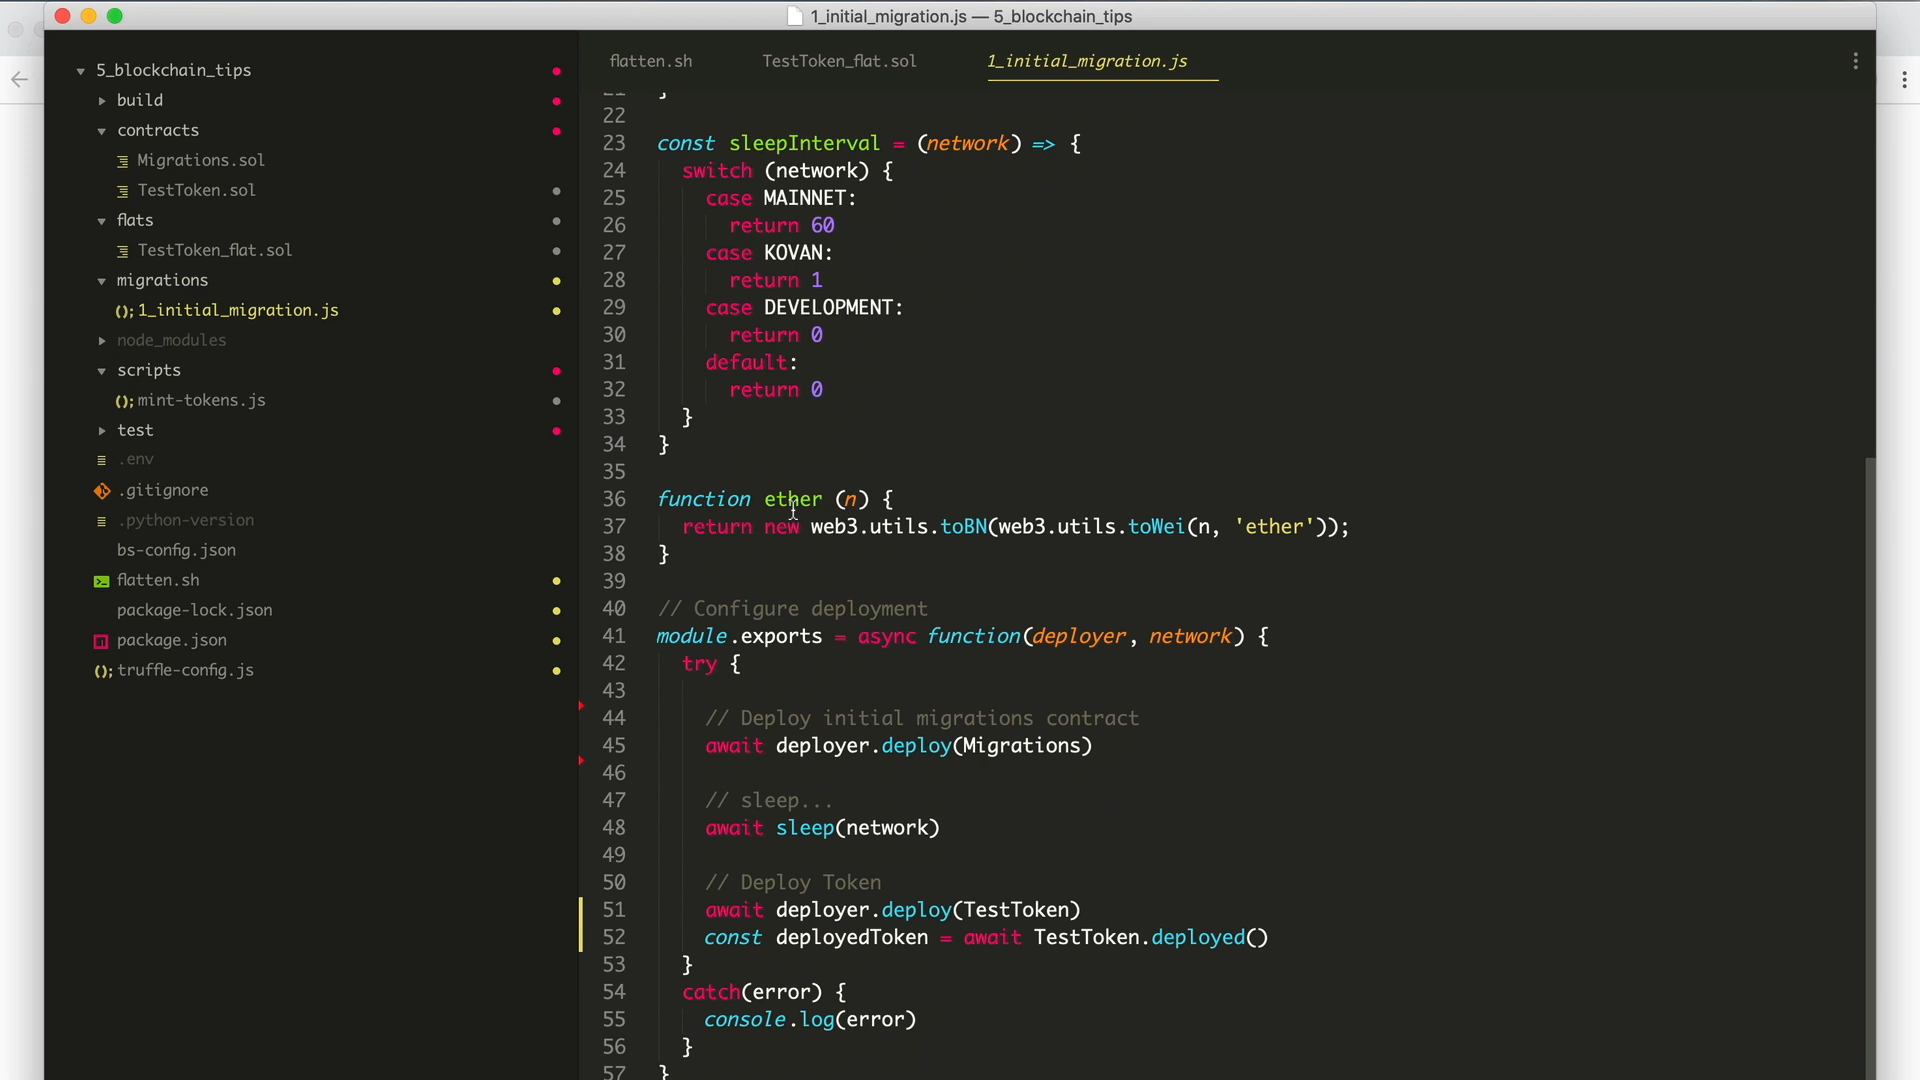 1_initial_migration.js — 5_blockchain_tips
5_blockchain_tips
build
contracts
Migrations.sol
TestToken.sol
flats
TestToken_flat.sol
migrations
(); 1_initial_migration.js
node_modules
scripts
(); mint-tokens.js
test
.env
.gitignore
.python-version
bs-config.json
flatten.sh
package-lock.json
package.json
(); truffle-config.js
flatten.sh
TestToken_flat.sol
1_initial_migration.js
21 }
22
23 const sleepInterval = (network) => {
24 switch (network) {
25 case MAINNET:
26 return 60
27 case KOVAN:
28 return 1
29 case DEVELOPMENT:
30 return 0
31 default:
32 return 0
33 }
34 }
35
36 function ether (n) {
37 return new web3.utils.toBN(web3.utils.toWei(n, 'ether'));
38 }
39
40 // Configure deployment
41 module.exports = async function(deployer, network) {
42 try {
43
44 // Deploy initial migrations contract
45 await deployer.deploy(Migrations)
46
47 // sleep...
48 await sleep(network)
49
50 // Deploy Token
51 await deployer.deploy(TestToken)
52 const deployedToken = await TestToken.deployed()
53 }
54 catch(error) {
55 console.log(error)
56 }
57 }